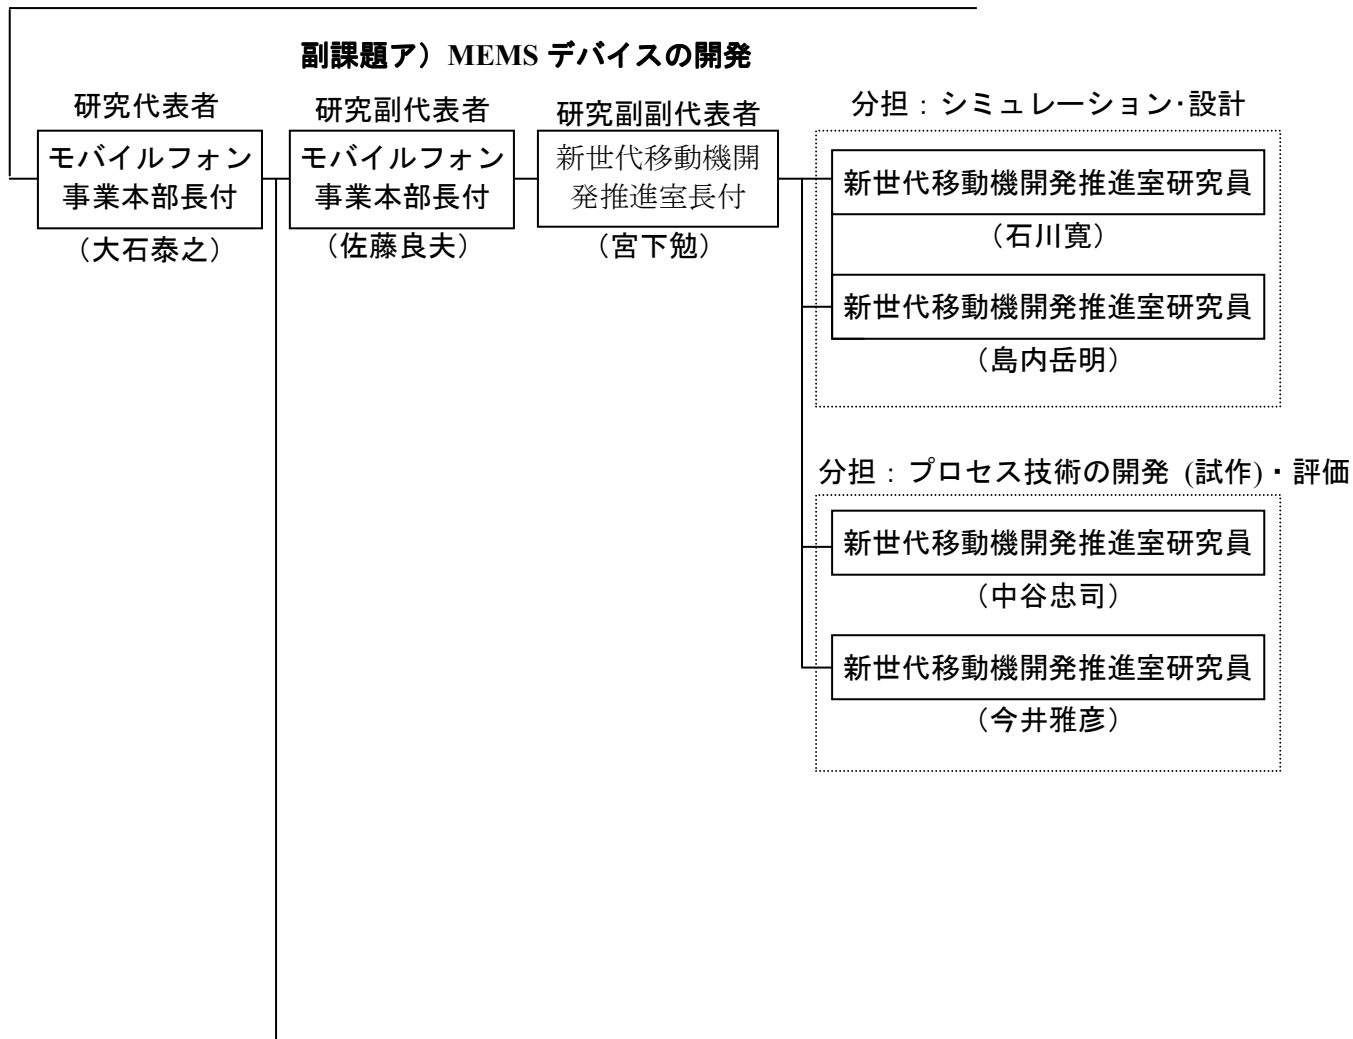 副課題ア）MEMS デバイスの開発
研究代表者
モバイルフォン
事業本部長付
（大石泰之）
研究副代表者
モバイルフォン
事業本部長付
（佐藤良夫）
研究副副代表者
新世代移動機開
発推進室長付
（宮下勉）
分担：シミュレーション･設計
新世代移動機開発推進室研究員
（石川寛）
新世代移動機開発推進室研究員
（島内岳明）
分担：プロセス技術の開発 (試作)・評価
新世代移動機開発推進室研究員
（中谷忠司）
新世代移動機開発推進室研究員
（今井雅彦）